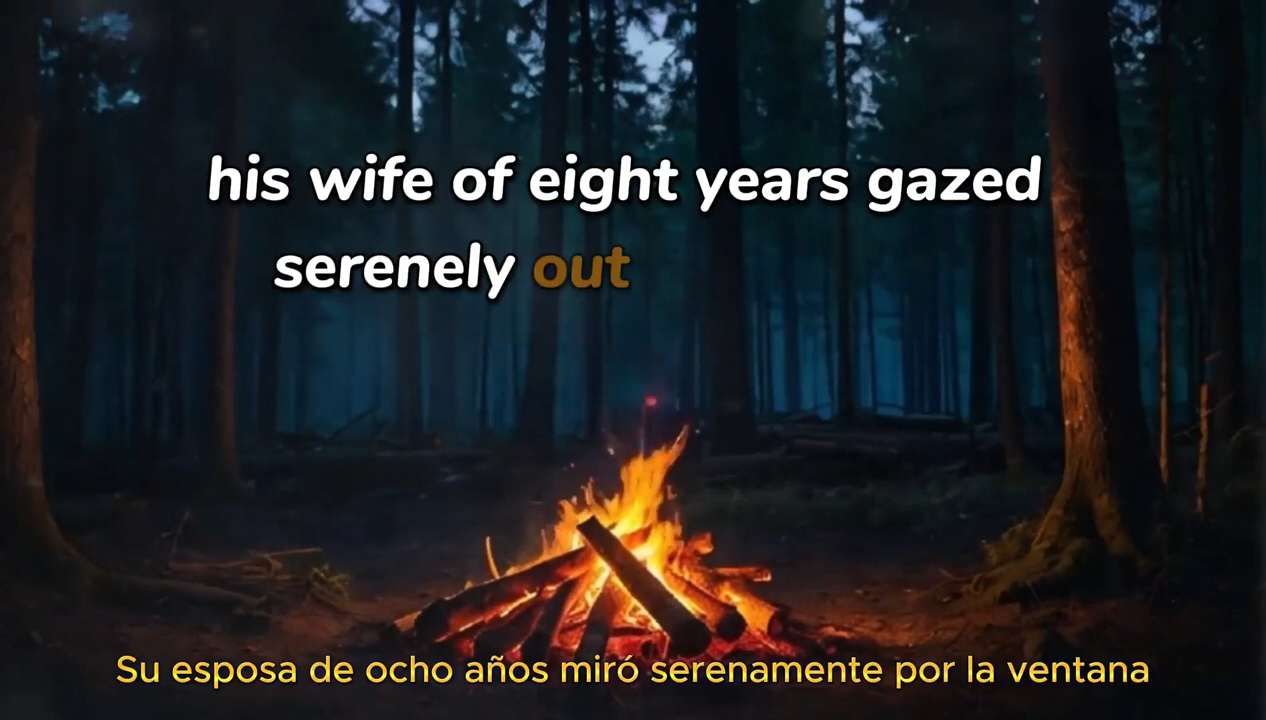 his wife of eight years gazed
serenely out
Su esposa de ocho años miró serenamente por la ventana